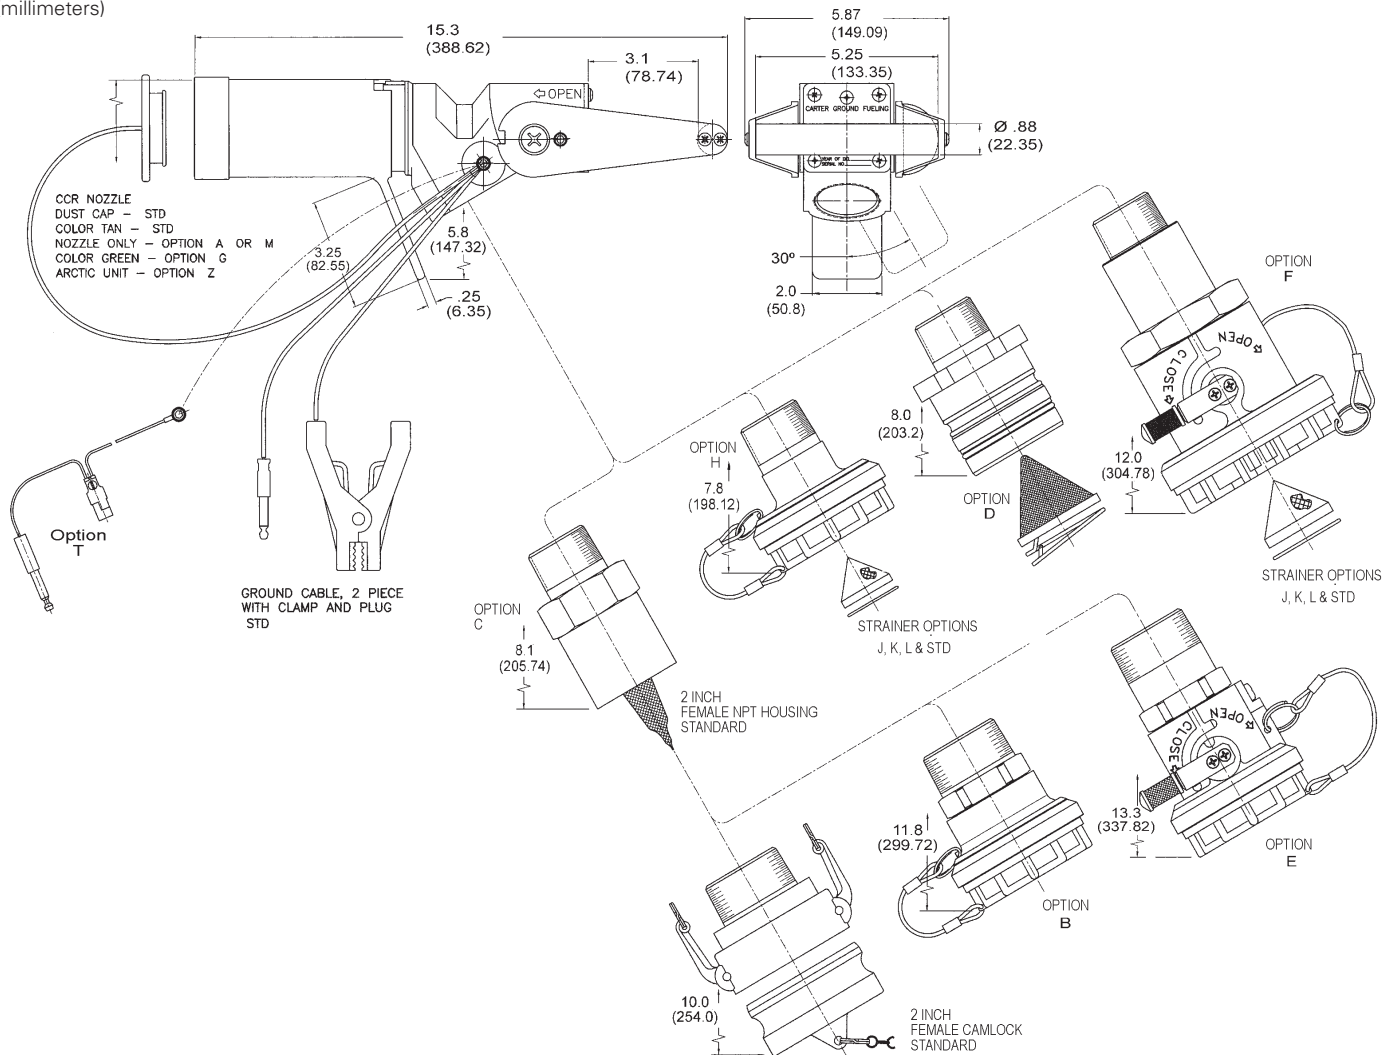 millimeters)
15.3
(388.62)
3.1
(78.74)
OPEN
5.87
(149.09)
5.25
(133.35)
CARTER GROUND FUELING
Ø .88
(22.35)
CCR NOZZLE
DUST CAP – STD
COLOR TAN – STD
NOZZLE ONLY – OPTION A OR M
COLOR GREEN – OPTION G
ARCTIC UNIT – OPTION Z
3.25
(82.55)
5.8
(147.32)
.25
(6.35)
30º
2.0
(50.8)
OPTION
F
OPEN
CLOSE
12.0
(304.78)
STRAINER OPTIONS
J, K, L & STD
8.0
(203.2)
OPTION
D
OPTION
H
7.8
(198.12)
STRAINER OPTIONS
J, K, L & STD
Option
T
GROUND CABLE, 2 PIECE
WITH CLAMP AND PLUG
STD
OPTION
C
8.1
(205.74)
2 INCH
FEMALE NPT HOUSING
STANDARD
OPEN
CLOSE
13.3
(337.82)
OPTION
E
11.8
(299.72)
OPTION
B
10.0
(254.0)
2 INCH
FEMALE CAMLOCK
STANDARD